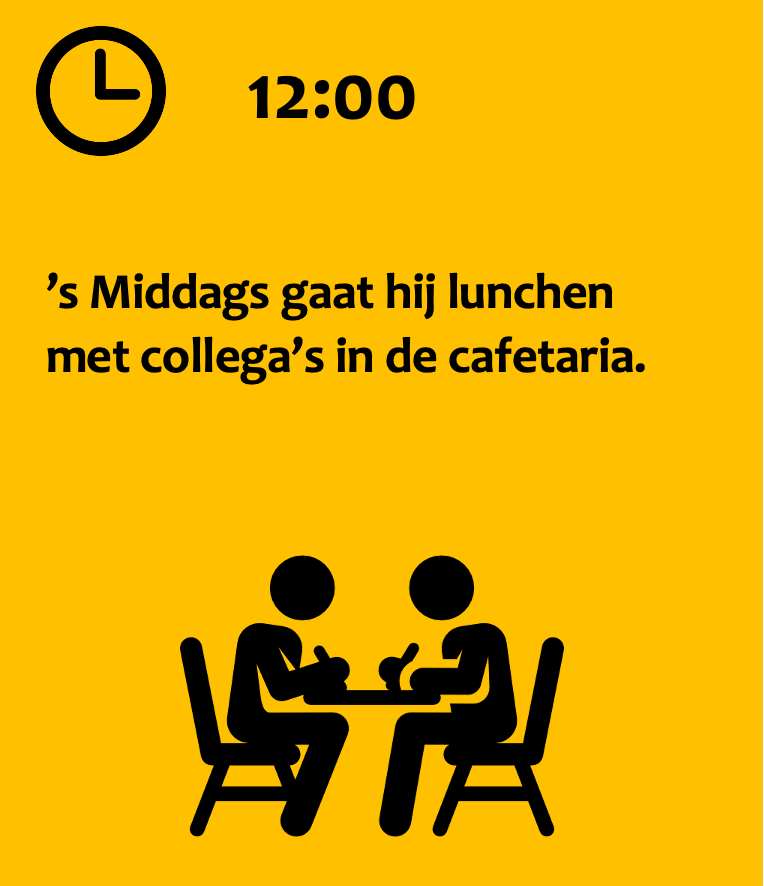 12:00
’s Middags gaat hij lunchen
met collega’s in de cafetaria.